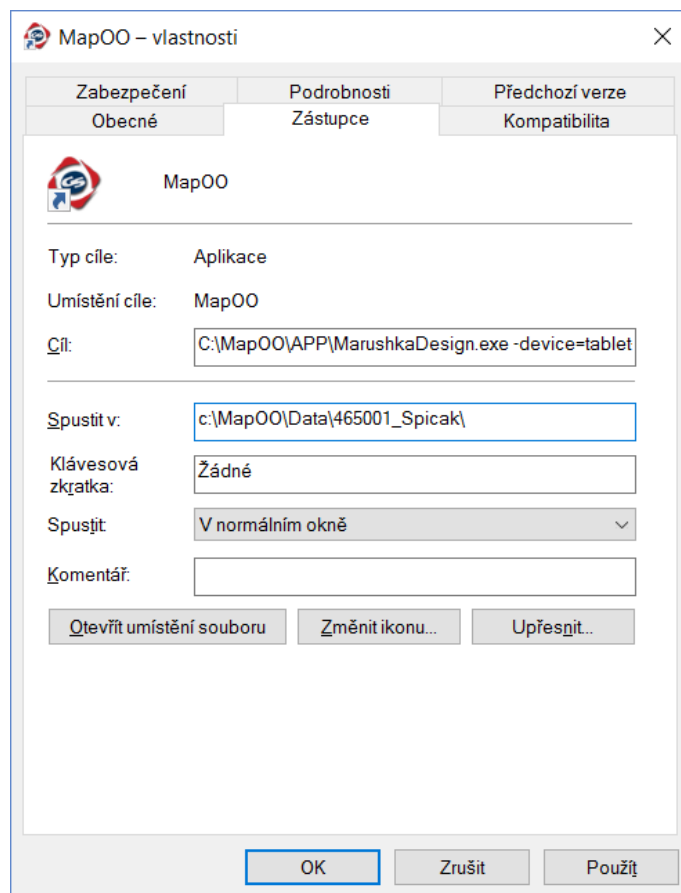 MapOO – vlastnosti
Zabezpečení Podrobnosti Předchozí verze
Obecné Zástupce Kompatibilita
MapOO
Typ cíle: Aplikace
Umístění cíle: MapOO
Cíl: C:\MapOO\APP\MarushkaDesign.exe -device=tablet
Spustit v: c:\MapOO\Data\465001_Spicak\
Klávesová
zkratka: Žádné
Spustit: V normálním okně
Komentář:
Otevřít umístění souboru Změnit ikonu... Upřesnit...
OK Zrušit Použít